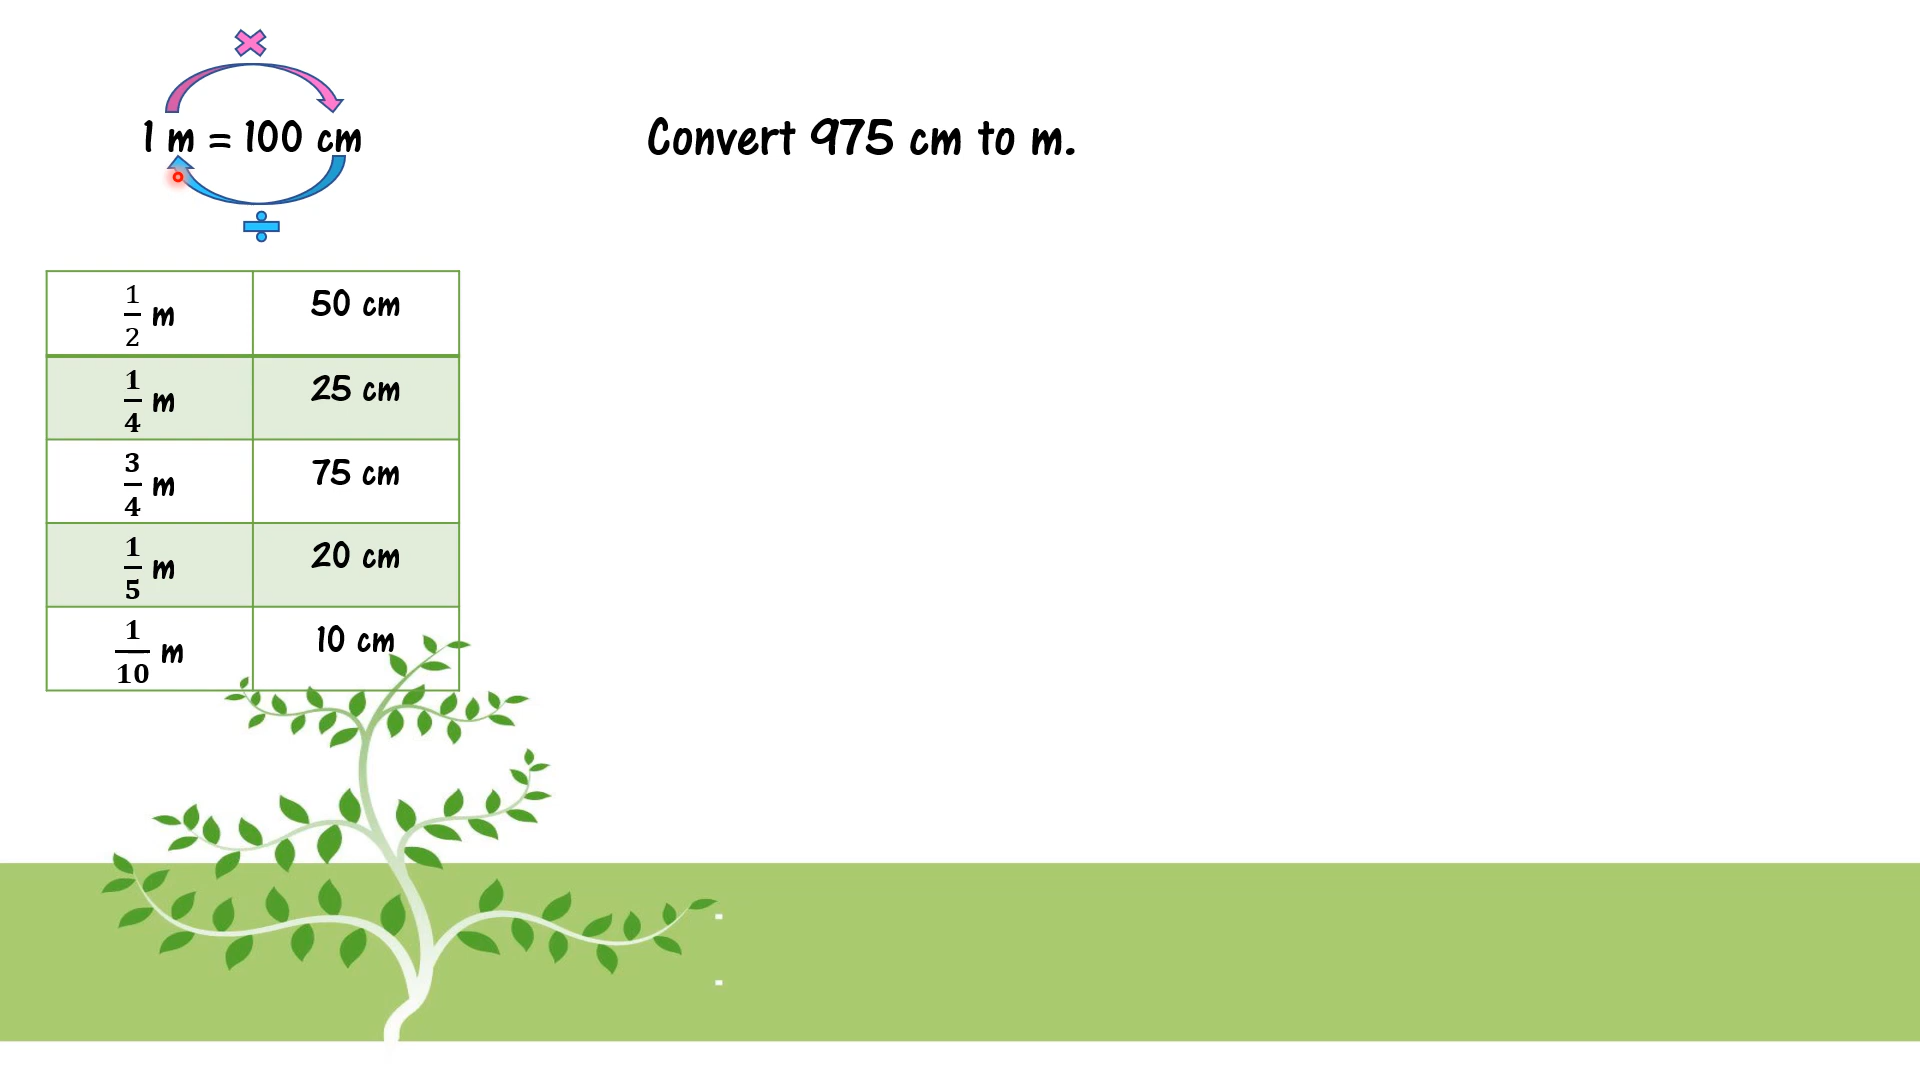 1 m = 100 cm
Convert 975 cm to m.
1/2 m 50 cm
1/4 m 25 cm
3/4 m 75 cm
1/5 m 20 cm
1/10 m 10 cm